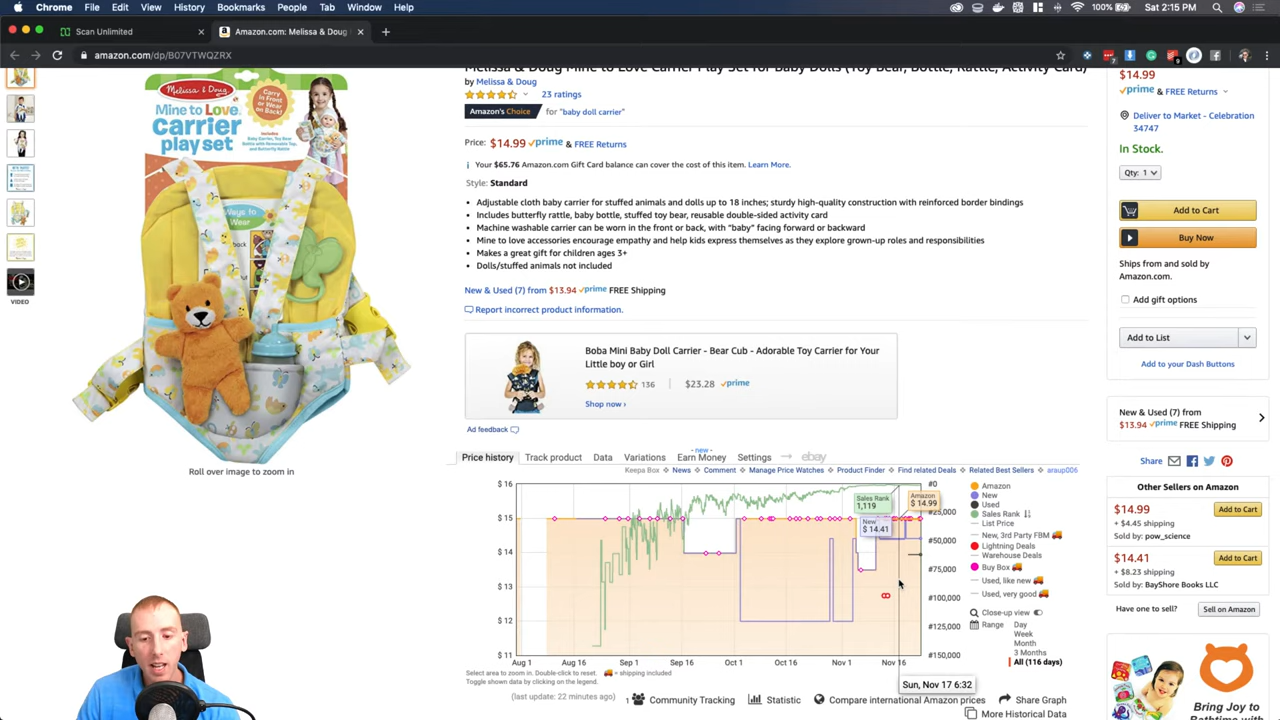 Chrome File Edit View History Bookmarks People Tab Window Help
100% Sat 2:15 PM
Scan Unlimited
Amazon.com: Melissa & Doug
amazon.com/dp/B07VTWQZRX
Melissa & Doug Mine to Love Carrier Play Set for Baby Dolls (Toy Bear, Bottle, Rattle, Activity Card)
by Melissa & Doug
23 ratings
Amazon's Choice for "baby doll carrier"
Price: $14.99 prime & FREE Returns
Your $65.76 Amazon.com Gift Card balance can cover the cost of this item. Learn More.
Style: Standard
Adjustable cloth baby carrier for stuffed animals and dolls up to 18 inches; sturdy high-quality construction with reinforced border bindings
Includes butterfly rattle, baby bottle, stuffed toy bear, reusable double-sided activity card
Machine washable carrier can be worn in the front or back, with "baby" facing forward or backward
Mine to love accessories encourage empathy and help kids express themselves as they explore grown-up roles and responsibilities
Makes a great gift for children ages 3+
Dolls/stuffed animals not included
New & Used (7) from $13.94 prime FREE Shipping
Report incorrect product information.
Melissa & Doug
Mine to Love
Carrier
play set
Carry in Front or Wear on Back!
Ways to Wear
back
VIDEO
Roll over image to zoom in
Boba Mini Baby Doll Carrier - Bear Cub - Adorable Toy Carrier for Your
Little boy or Girl
136 $23.28 prime
Shop now ›
Ad feedback
Price history Track product Data Variations - new - Earn Money Settings ebay
Keepa Box News Comment Manage Price Watches Product Finder Find related Deals Related Best Sellers araup006
$ 16
$ 15
$ 14
$ 13
$ 12
$ 11
Sales Rank
1,119
Amazon
$ 14.99
New
$ 14.41
#0
#25,000
#50,000
#75,000
#100,000
#125,000
#150,000
Aug 1 Aug 16 Sep 1 Sep 16 Oct 1 Oct 16 Nov 1 Nov 16
Sun, Nov 17 6:32
Amazon
New
Used
Sales Rank
List Price
New, 3rd Party FBM
Lightning Deals
Warehouse Deals
Buy Box
Used, like new
Used, very good
Close-up view
Range Day
Week
Month
3 Months
All (116 days)
Select area to zoom in. Double-click to reset. = shipping included
Toggle shown data by clicking on the legend.
(last update: 22 minutes ago) 1 Community Tracking Statistic Compare international Amazon prices Share Graph
More Historical Data
$14.99
prime & FREE Returns
Deliver to Market - Celebration
34747
In Stock.
Qty: 1
Add to Cart
Buy Now
Ships from and sold by
Amazon.com.
Add gift options
Add to List
Add to your Dash Buttons
New & Used (7) from
$13.94 prime FREE Shipping
Share
Other Sellers on Amazon
$14.99 Add to Cart
+ $4.45 shipping
Sold by: pow_science
$14.41 Add to Cart
+ $8.23 shipping
Sold by: BayShore Books LLC
Have one to sell? Sell on Amazon
Bring Joy to